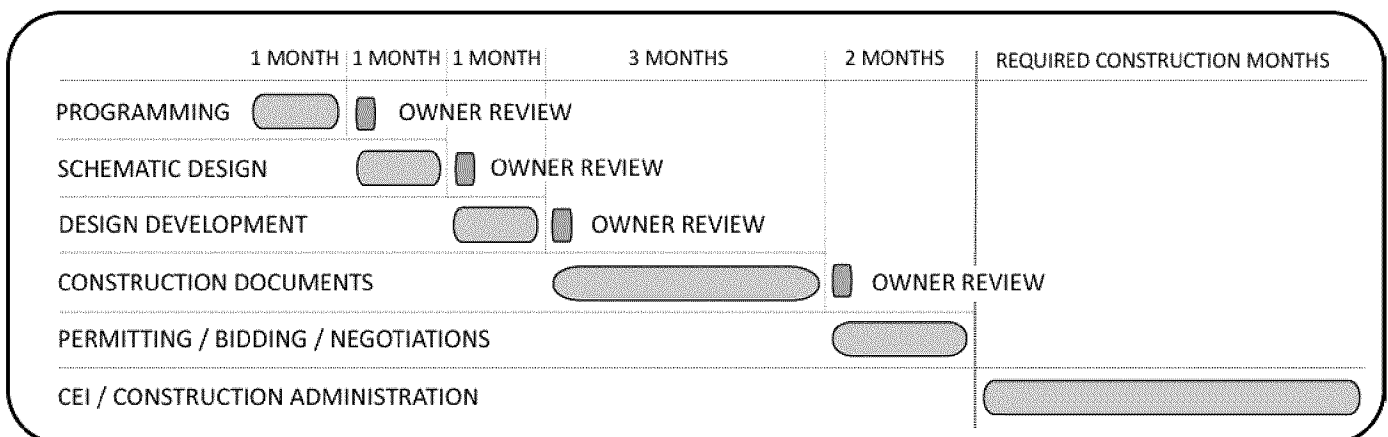 1 MONTH 1 MONTH 1 MONTH 3 MONTHS 2 MONTHS REQUIRED CONSTRUCTION MONTHS
PROGRAMMING OWNER REVIEW
SCHEMATIC DESIGN OWNER REVIEW
DESIGN DEVELOPMENT OWNER REVIEW
CONSTRUCTION DOCUMENTS OWNER REVIEW
PERMITTING / BIDDING / NEGOTIATIONS
CEI / CONSTRUCTION ADMINISTRATION